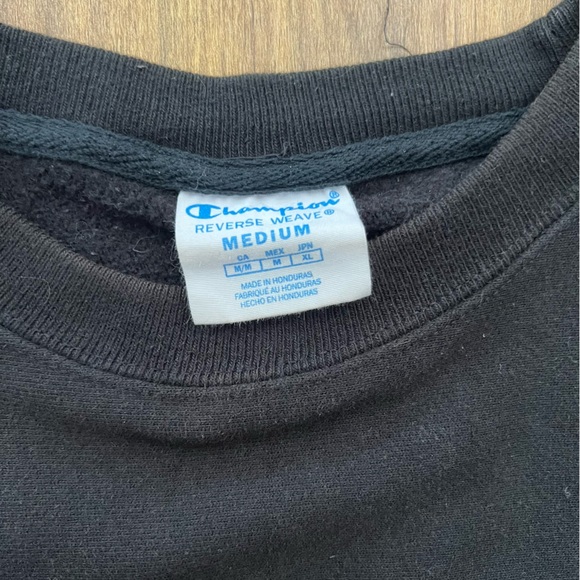 Champion®
REVERSE WEAVE®
MEDIUM
CA MEX JPN
M/M M XL
MADE IN HONDURAS
FABRIQUÉ AU HONDURAS
HECHO EN HONDURAS